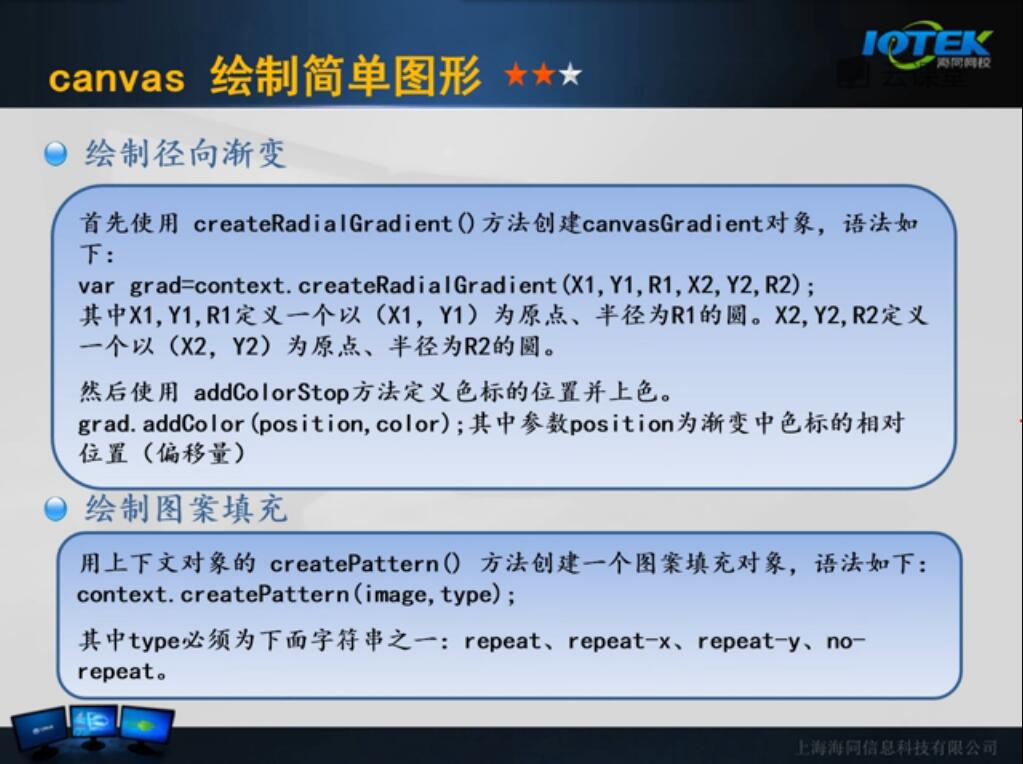 IOTEK
海同网校
云课堂
canvas 绘制简单图形
绘制径向渐变
首先使用 createRadialGradient()方法创建canvasGradient对象，语法如
下：
var grad=context.createRadialGradient(X1,Y1,R1,X2,Y2,R2);
其中X1,Y1,R1定义一个以（X1，Y1）为原点、半径为R1的圆。X2,Y2,R2定义
一个以（X2，Y2）为原点、半径为R2的圆。
然后使用 addColorStop方法定义色标的位置并上色。
grad.addColor(position,color);其中参数position为渐变中色标的相对
位置（偏移量）
绘制图案填充
用上下文对象的 createPattern() 方法创建一个图案填充对象，语法如下：
context.createPattern(image,type);
其中type必须为下面字符串之一：repeat、repeat-x、repeat-y、no-
repeat。
上海海同信息科技有限公司